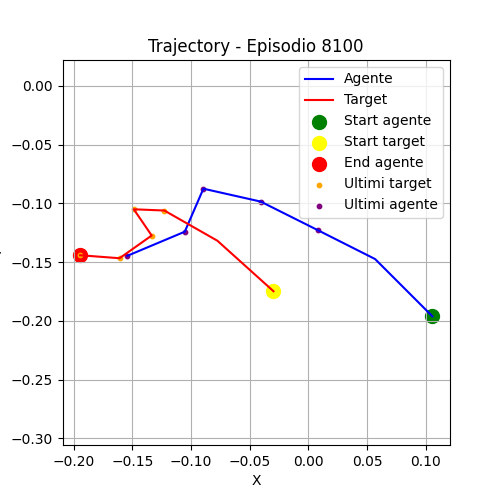 Trajectory - Episodio 8100
Agente
Target
Start agente
Start target
End agente
Ultimi target
Ultimi agente
0.00
−0.05
−0.10
−0.15
−0.20
−0.25
−0.30
−0.20
−0.15
−0.10
−0.05
0.00
0.05
0.10
X